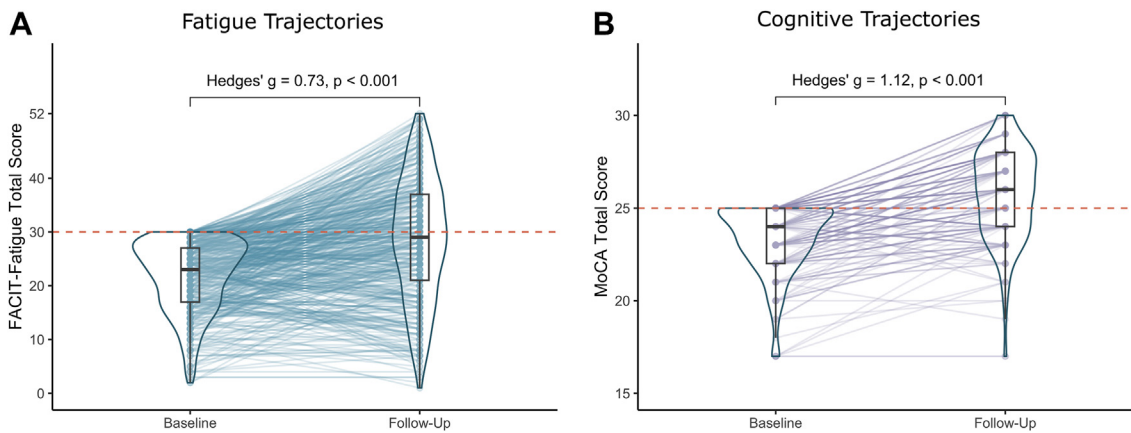 A
Fatigue Trajectories
Hedges' g = 0.73, p < 0.001
FACIT-Fatigue Total Score
52
40
30
20
10
0
Baseline
Follow-Up
B
Cognitive Trajectories
Hedges' g = 1.12, p < 0.001
MoCA Total Score
30
25
20
15
Baseline
Follow-Up